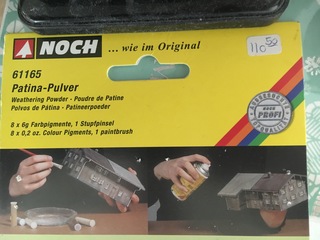 NOCH
... wie im Original
110 50
61165
Patina-Pulver
Weathering Powder - Poudre de Patine
Polvos de Pátina - Patineerpoeder
8 x 6g Farbpigmente, 1 Stupfpinsel
8 x 0,2 oz. Colour Pigments, 1 paintbrush
PROFI